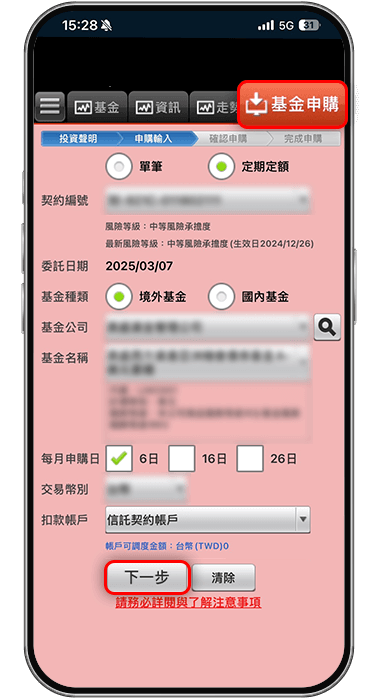 15:28 5G 31
基金 資訊 走勢 基金申購
投資聲明 申購輸入 確認申購 完成申購
單筆 定期定額
契約編號
風險等級：中等風險承擔度
最新風險等級：中等風險承擔度(生效日2024/12/26)
委託日期 2025/03/07
基金種類 境外基金 國內基金
基金公司
基金名稱
每月申購日 6日 16日 26日
交易幣別
扣款帳戶 信託契約帳戶
帳戶可調度金額：台幣(TWD)0
下一步 清除
請務必詳閱與了解注意事項